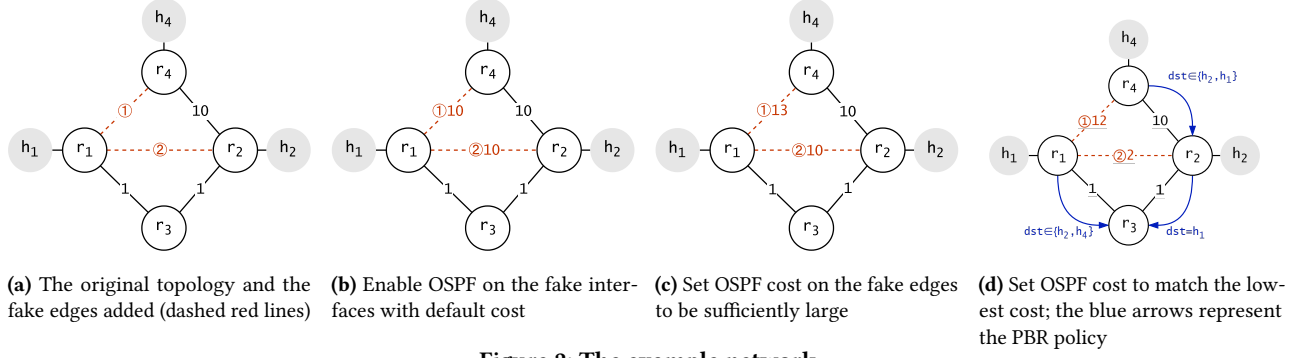 h4
r4
①
10
h1
r1
②
r2
h2
1
1
r3
(a) The original topology and the
fake edges added (dashed red lines)
h4
r4
①10
10
h1
r1
②10
r2
h2
1
1
r3
(b) Enable OSPF on the fake inter-
faces with default cost
h4
r4
①13
10
h1
r1
②10
r2
h2
1
1
r3
(c) Set OSPF cost on the fake edges
to be sufficiently large
h4
r4
dst∈{h2,h1}
①12
10
h1
r1
②2
r2
h2
1
1
dst∈{h2,h4}
r3
dst=h1
(d) Set OSPF cost to match the low-
est cost; the blue arrows represent
the PBR policy